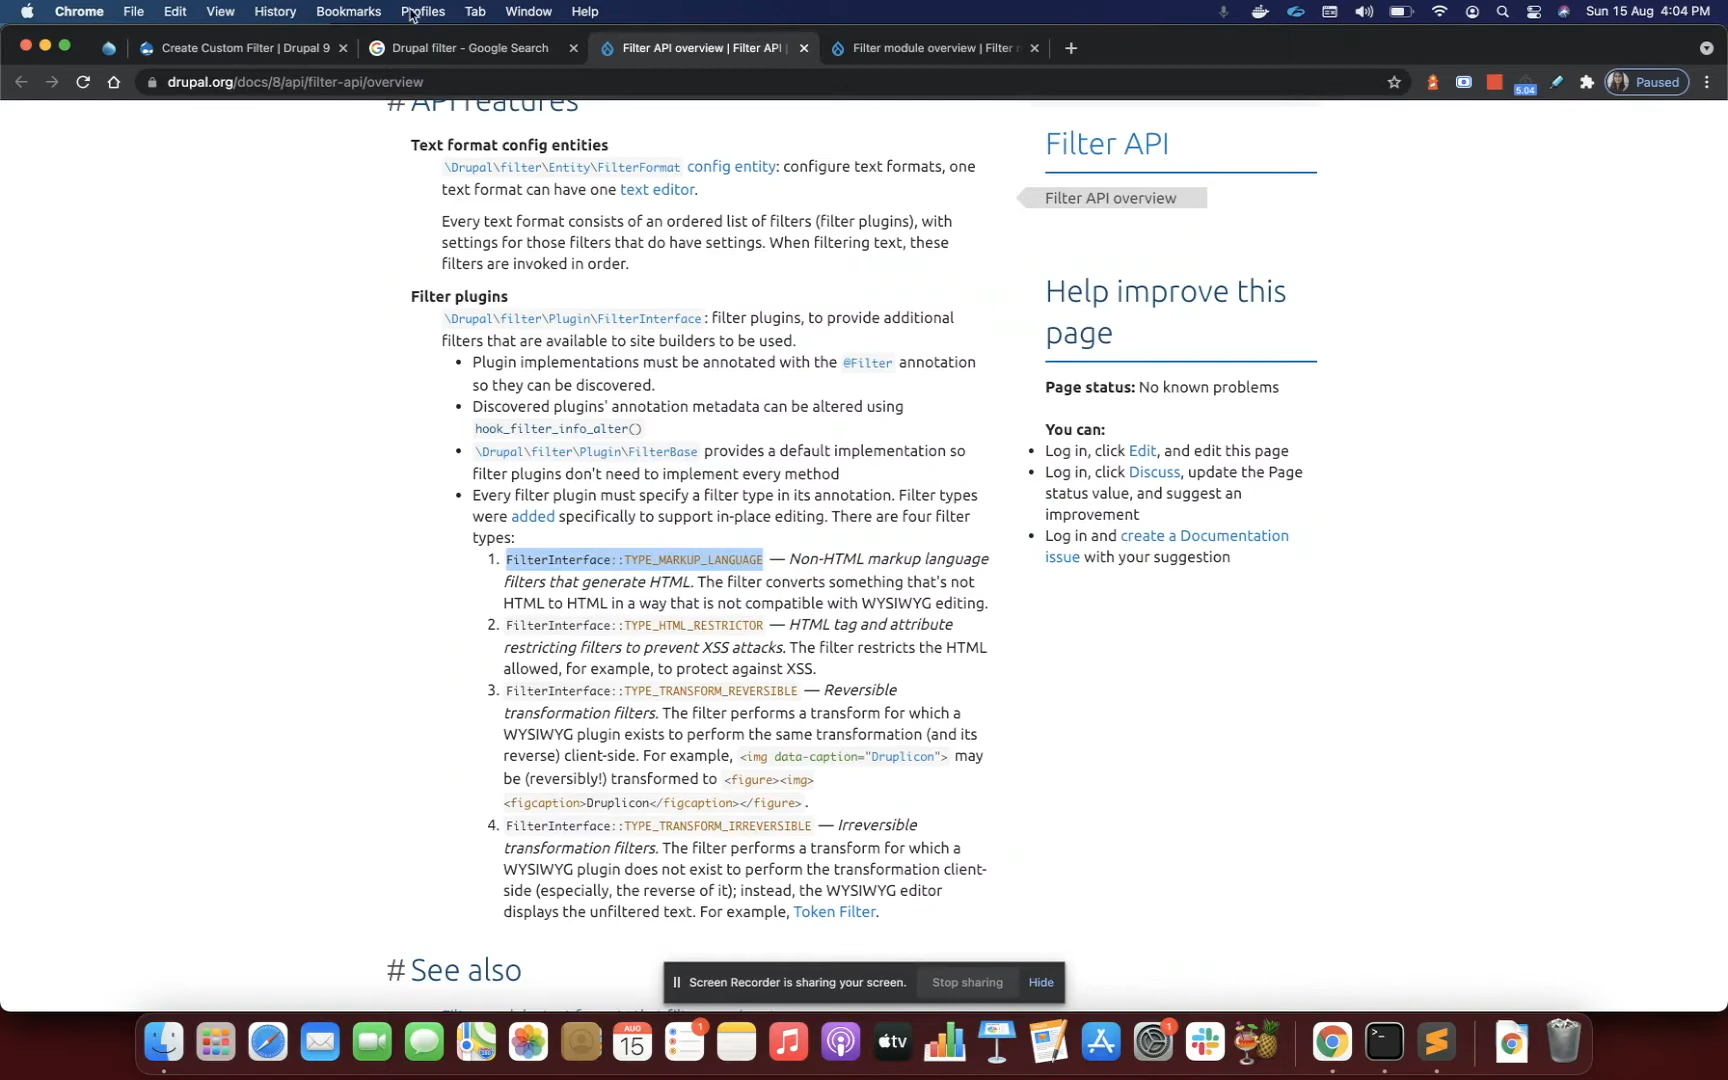 Chrome File Edit View History Bookmarks Profiles Tab Window Help Sun 15 Aug 4:04 PM
Create Custom Filter | Drupal 9 Drupal filter - Google Search Filter API overview | Filter API Filter module overview | Filter
drupal.org/docs/8/api/filter-api/overview 5.04 Paused
# API features
Text format config entities
\Drupal\filter\Entity\FilterFormat config entity: configure text formats, one
text format can have one text editor.
Every text format consists of an ordered list of filters (filter plugins), with
settings for those filters that do have settings. When filtering text, these
filters are invoked in order.
Filter plugins
\Drupal\filter\Plugin\FilterInterface: filter plugins, to provide additional
filters that are available to site builders to be used.
• Plugin implementations must be annotated with the @Filter annotation
so they can be discovered.
• Discovered plugins' annotation metadata can be altered using
hook_filter_info_alter()
• \Drupal\filter\Plugin\FilterBase provides a default implementation so
filter plugins don't need to implement every method
• Every filter plugin must specify a filter type in its annotation. Filter types
were added specifically to support in-place editing. There are four filter
types:
1. FilterInterface::TYPE_MARKUP_LANGUAGE — Non-HTML markup language
filters that generate HTML. The filter converts something that's not
HTML to HTML in a way that is not compatible with WYSIWYG editing.
2. FilterInterface::TYPE_HTML_RESTRICTOR — HTML tag and attribute
restricting filters to prevent XSS attacks. The filter restricts the HTML
allowed, for example, to protect against XSS.
3. FilterInterface::TYPE_TRANSFORM_REVERSIBLE — Reversible
transformation filters. The filter performs a transform for which a
WYSIWYG plugin exists to perform the same transformation (and its
reverse) client-side. For example, <img data-caption="Druplicon"> may
be (reversibly!) transformed to <figure><img>
<figcaption>Druplicon</figcaption></figure>.
4. FilterInterface::TYPE_TRANSFORM_IRREVERSIBLE — Irreversible
transformation filters. The filter performs a transform for which a
WYSIWYG plugin does not exist to perform the transformation client-
side (especially, the reverse of it); instead, the WYSIWYG editor
displays the unfiltered text. For example, Token Filter.
# See also
Filter API
Filter API overview
Help improve this
page
Page status: No known problems
You can:
• Log in, click Edit, and edit this page
• Log in, click Discuss, update the Page
status value, and suggest an
improvement
• Log in and create a Documentation
issue with your suggestion
Screen Recorder is sharing your screen. Stop sharing Hide
AUG
15
1
tv
1